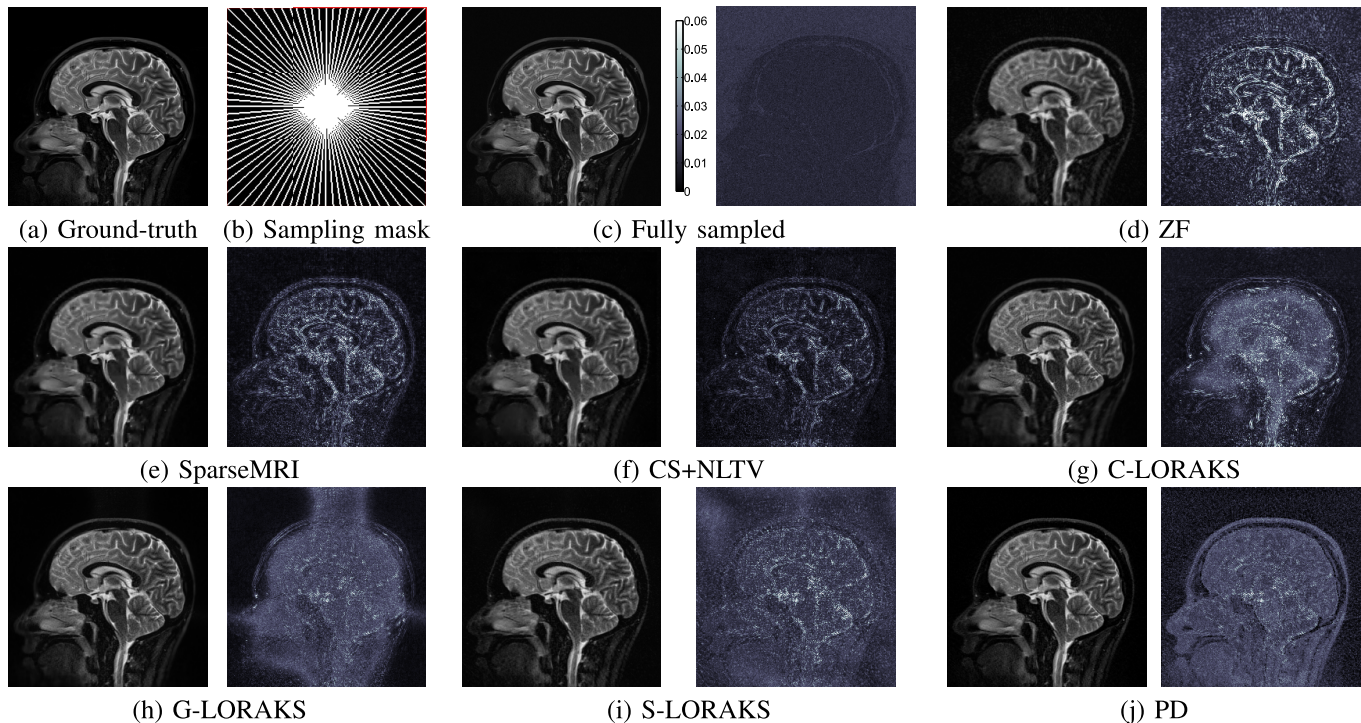 0.06
0.05
0.04
0.03
0.02
0.01
0
(a) Ground-truth
(b) Sampling mask
(c) Fully sampled
(d) ZF
(e) SparseMRI
(f) CS+NLTV
(g) C-LORAKS
(h) G-LORAKS
(i) S-LORAKS
(j) PD